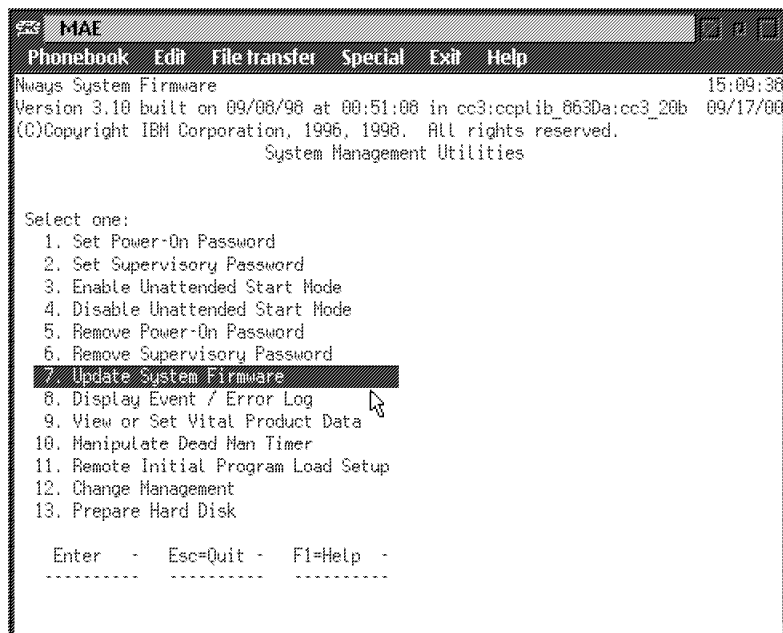 MAE
Phonebook Edit File transfer Special Exit Help
Nways System Firmware 15:09:38
Version 3.10 built on 09/08/98 at 00:51:08 in cc3:ccplib_863Da:cc3_20b 09/17/00
(C)Copyright IBM Corporation, 1996, 1998. All rights reserved.
System Management Utilities
Select one:
1. Set Power-On Password
2. Set Supervisory Password
3. Enable Unattended Start Mode
4. Disable Unattended Start Mode
5. Remove Power-On Password
6. Remove Supervisory Password
7. Update System Firmware
8. Display Event / Error Log
9. View or Set Vital Product Data
10. Manipulate Dead Man Timer
11. Remote Initial Program Load Setup
12. Change Management
13. Prepare Hard Disk
Enter - Esc=Quit - F1=Help -
---------- ---------- ----------